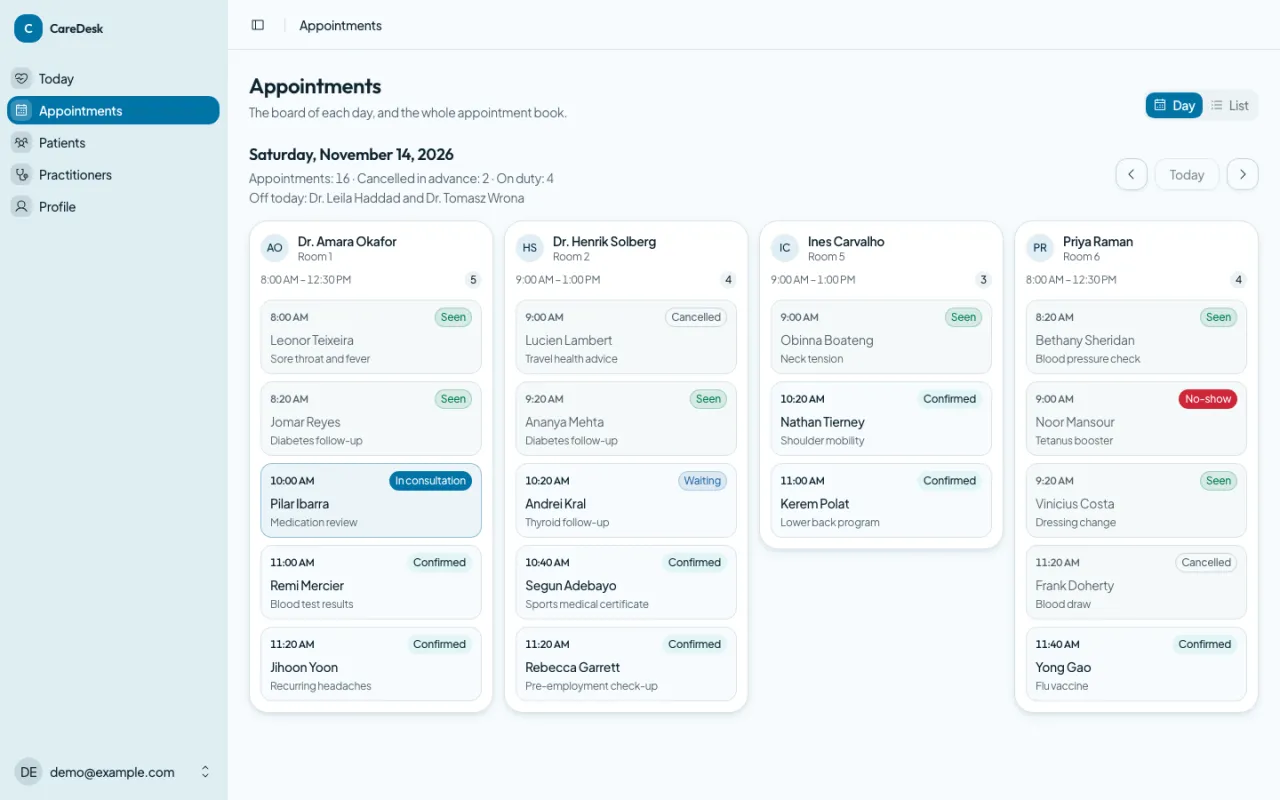 C CareDesk
Today
Appointments
Patients
Practitioners
Profile
DE demo@example.com
Appointments
Appointments
The board of each day, and the whole appointment book.
Day List
Saturday, November 14, 2026
Appointments: 16 · Cancelled in advance: 2 · On duty: 4
Off today: Dr. Leila Haddad and Dr. Tomasz Wrona
Today
AO Dr. Amara Okafor
Room 1
8:00 AM – 12:30 PM 5
8:00 AM Seen
Leonor Teixeira
Sore throat and fever
8:20 AM Seen
Jomar Reyes
Diabetes follow-up
10:00 AM In consultation
Pilar Ibarra
Medication review
11:00 AM Confirmed
Remi Mercier
Blood test results
11:20 AM Confirmed
Jihoon Yoon
Recurring headaches
HS Dr. Henrik Solberg
Room 2
9:00 AM – 1:00 PM 4
9:00 AM Cancelled
Lucien Lambert
Travel health advice
9:20 AM Seen
Ananya Mehta
Diabetes follow-up
10:20 AM Waiting
Andrei Kral
Thyroid follow-up
10:40 AM Confirmed
Segun Adebayo
Sports medical certificate
11:20 AM Confirmed
Rebecca Garrett
Pre-employment check-up
IC Ines Carvalho
Room 5
9:00 AM – 1:00 PM 3
9:00 AM Seen
Obinna Boateng
Neck tension
10:20 AM Confirmed
Nathan Tierney
Shoulder mobility
11:00 AM Confirmed
Kerem Polat
Lower back program
PR Priya Raman
Room 6
8:00 AM – 12:30 PM 4
8:20 AM Seen
Bethany Sheridan
Blood pressure check
9:00 AM No-show
Noor Mansour
Tetanus booster
9:20 AM Seen
Vinicius Costa
Dressing change
11:20 AM Cancelled
Frank Doherty
Blood draw
11:40 AM Confirmed
Yong Gao
Flu vaccine